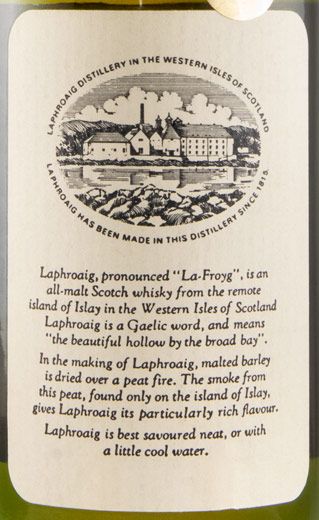 LAPHROAIG DISTILLERY IN THE WESTERN ISLES OF SCOTLAND
LAPHROAIG HAS BEEN MADE IN THIS DISTILLERY SINCE 1815.
Laphroaig, pronounced "La-Froyg", is an
all-malt Scotch whisky from the remote
island of Islay in the Western Isles of Scotland
Laphroaig is a Gaelic word, and means
"the beautiful hollow by the broad bay".
In the making of Laphroaig, malted barley
is dried over a peat fire. The smoke from
this peat, found only on the island of Islay,
gives Laphroaig its particularly rich flavour.
Laphroaig is best savoured neat, or with
a little cool water.